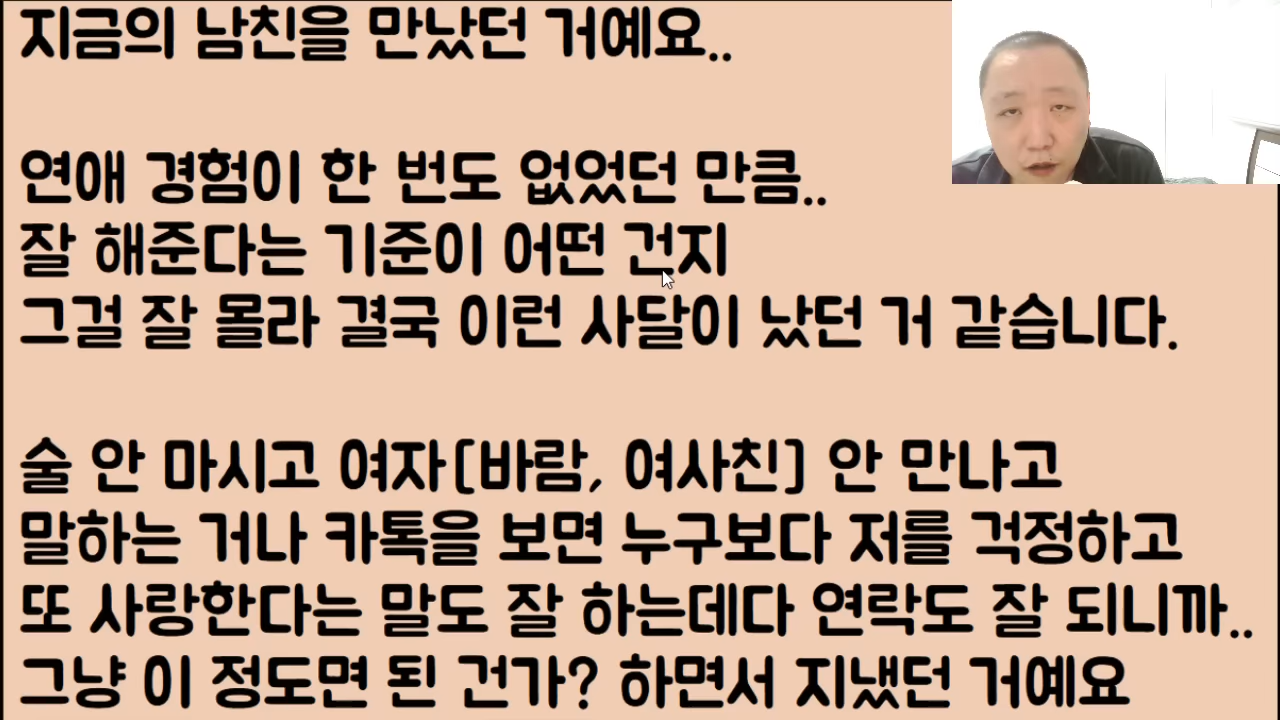 지금의 남친을 만났던 거예요..
연애 경험이 한 번도 없었던 만큼..
잘 해준다는 기준이 어떤 건지
그걸 잘 몰라 결국 이런 사달이 났던 거 같습니다.
술 안 마시고 여자[바람, 여사친] 안 만나고
말하는 거나 카톡을 보면 누구보다 저를 걱정하고
또 사랑한다는 말도 잘 하는데다 연락도 잘 되니까..
그냥 이 정도면 된 건가? 하면서 지냈던 거예요